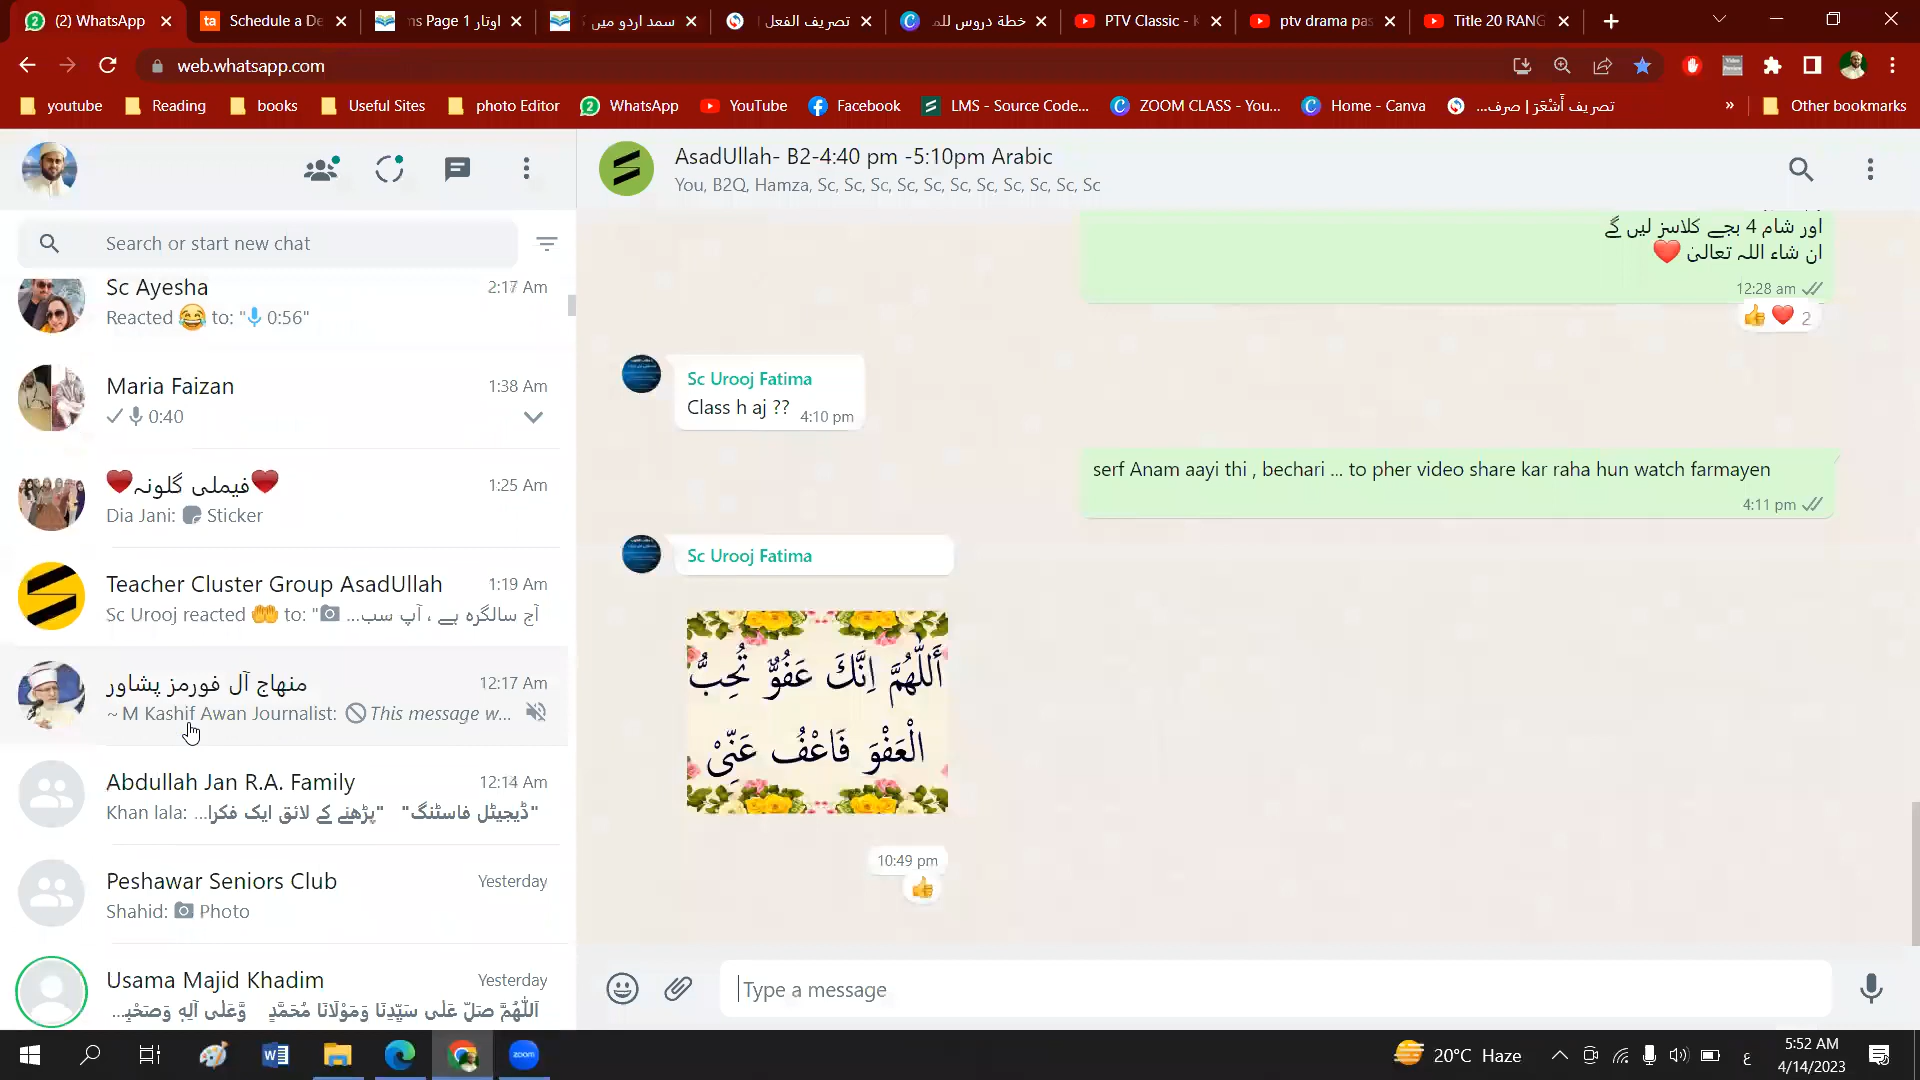 (2) WhatsApp
Schedule a De
ns Page 1 اوتار
سمد اردو میں
تصريف الفعل
خطة دروس للم
PTV Classic -
ptv drama pas
Title 20 RANG
web.whatsapp.com
youtube
Reading
books
Useful Sites
photo Editor
WhatsApp
YouTube
Facebook
LMS - Source Code...
ZOOM CLASS - You...
Home - Canva
تصريف أَشْعَرَ | صرف...
»
Other bookmarks
AsadUllah- B2-4:40 pm -5:10pm Arabic
You, B2Q, Hamza, Sc, Sc, Sc, Sc, Sc, Sc, Sc, Sc, Sc, Sc, Sc
Search or start new chat
Sc Ayesha
2:17 Am
Reacted 😂 to: "🎤 0:56"
Maria Faizan
1:38 Am
0:40
❤️فیملی گلونہ❤️
1:25 Am
Dia Jani: Sticker
Teacher Cluster Group AsadUllah
1:19 Am
Sc Urooj reacted 🤲 to: "📷 آج سالگرہ ہے ، آپ سب...
منهاج آل فورمز پشاور
12:17 Am
~ M Kashif Awan Journalist: This message w...
Abdullah Jan R.A. Family
12:14 Am
Khan lala: "ڈیجیٹل فاسٹنگ" "پڑھنے کے لائق ایک فکرا...
Peshawar Seniors Club
Yesterday
Shahid: Photo
Usama Majid Khadim
Yesterday
اَللّٰهُمَّ صَلِّ عَلٰى سَيِّدِنَا وَمَوْلَانَا مُحَمَّدٍ وَّعَلٰى آلِهٖ وَصَحْبِهٖ...
اور شام 4 بجے کلاسز لیں گے
ان شاء اللہ تعالیٰ ❤️
12:28 am
👍❤️ 2
Sc Urooj Fatima
Class h aj ??
4:10 pm
serf Anam aayi thi , bechari ... to pher video share kar raha hun watch farmayen
4:11 pm
Sc Urooj Fatima
أَللّٰهُمَّ اِنَّكَ عَفُوٌّ تُحِبُّ
الْعَفْوَ فَاعْفُ عَنِّىْ
10:49 pm
👍
Type a message
zoom
20°C Haze
ع
5:52 AM
4/14/2023